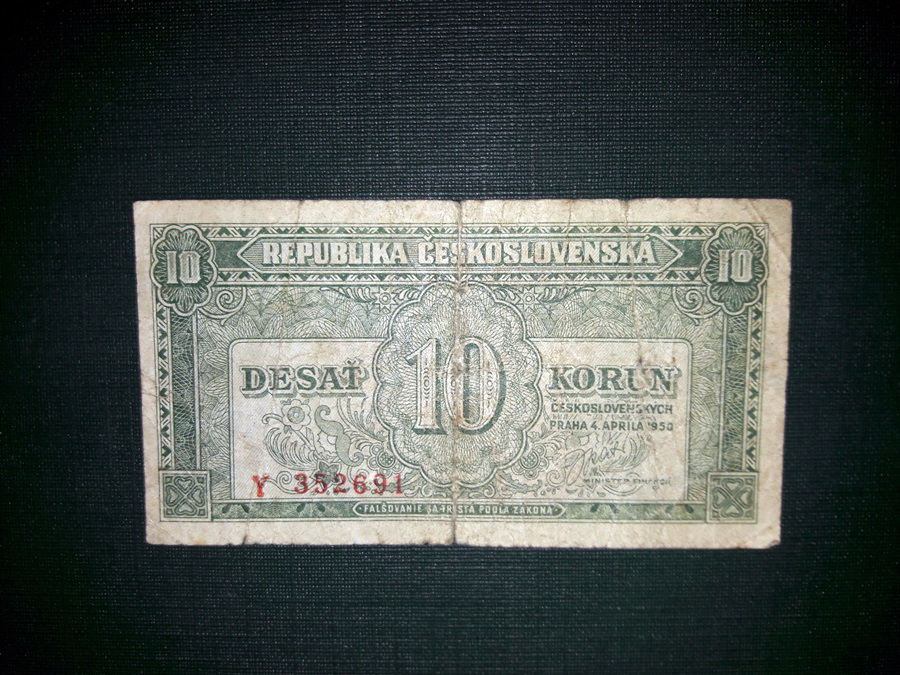 10 REPUBLIKA ČESKOSLOVENSKÁ 10
DESAŤ 10 KORÚN
ČESKOSLOVENSKÝCH
PRAHA 4. APRÍLA 1950
MINISTER FINANCIÍ
Y 352691
FALŠOVANIE SA TRESTÁ PODĽA ZÁKONA